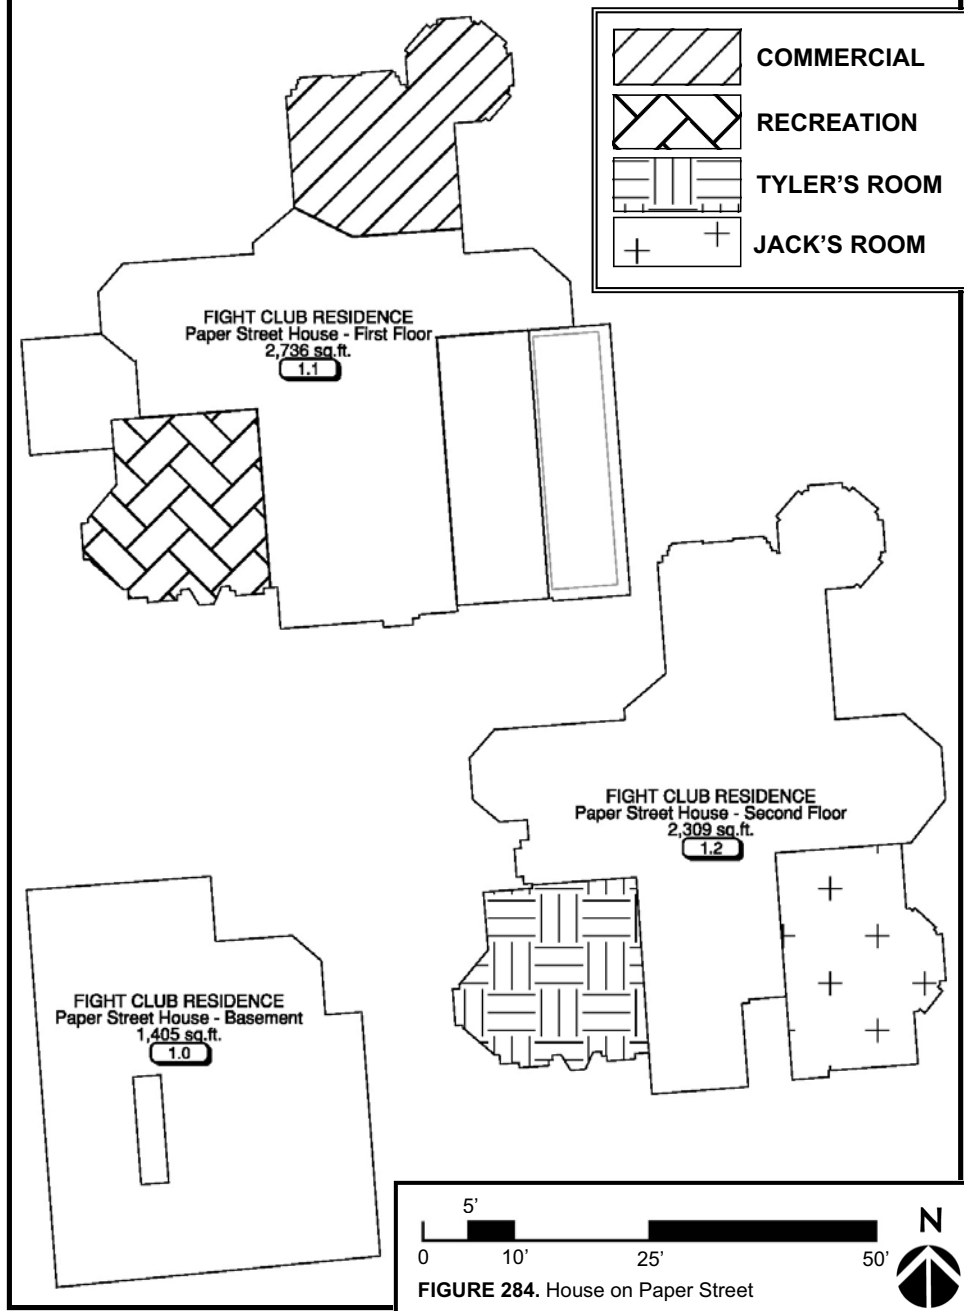 COMMERCIAL
RECREATION
TYLER'S ROOM
JACK'S ROOM
FIGHT CLUB RESIDENCE
Paper Street House - First Floor
2,736 sq.ft.
1.1
FIGHT CLUB RESIDENCE
Paper Street House - Second Floor
2,309 sq.ft.
1.2
FIGHT CLUB RESIDENCE
Paper Street House - Basement
1,405 sq.ft.
1.0
5'
0 10' 25' 50'
N
FIGURE 284. House on Paper Street